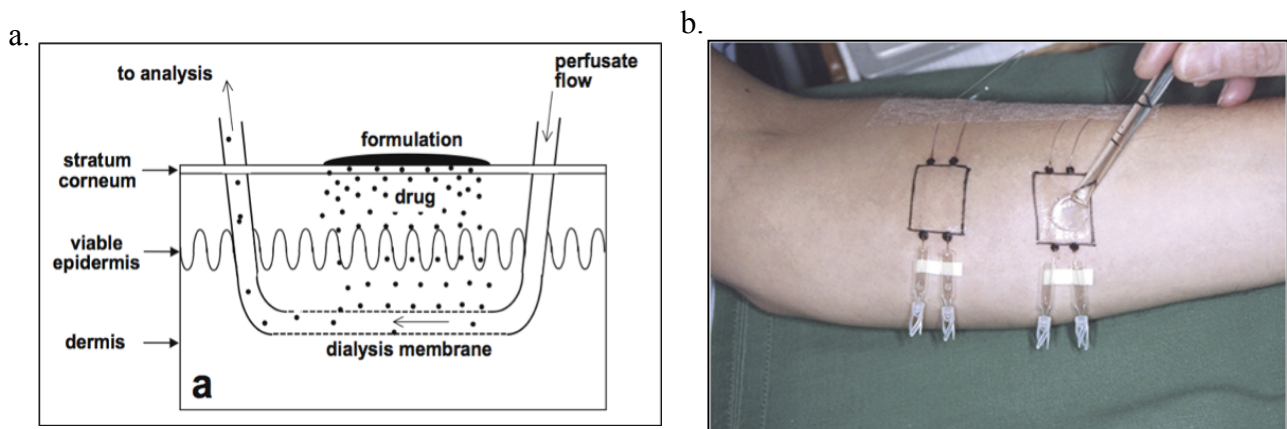 a.
to analysis
perfusate
flow
formulation
stratum
corneum
drug
viable
epidermis
dermis
dialysis membrane
a
b.